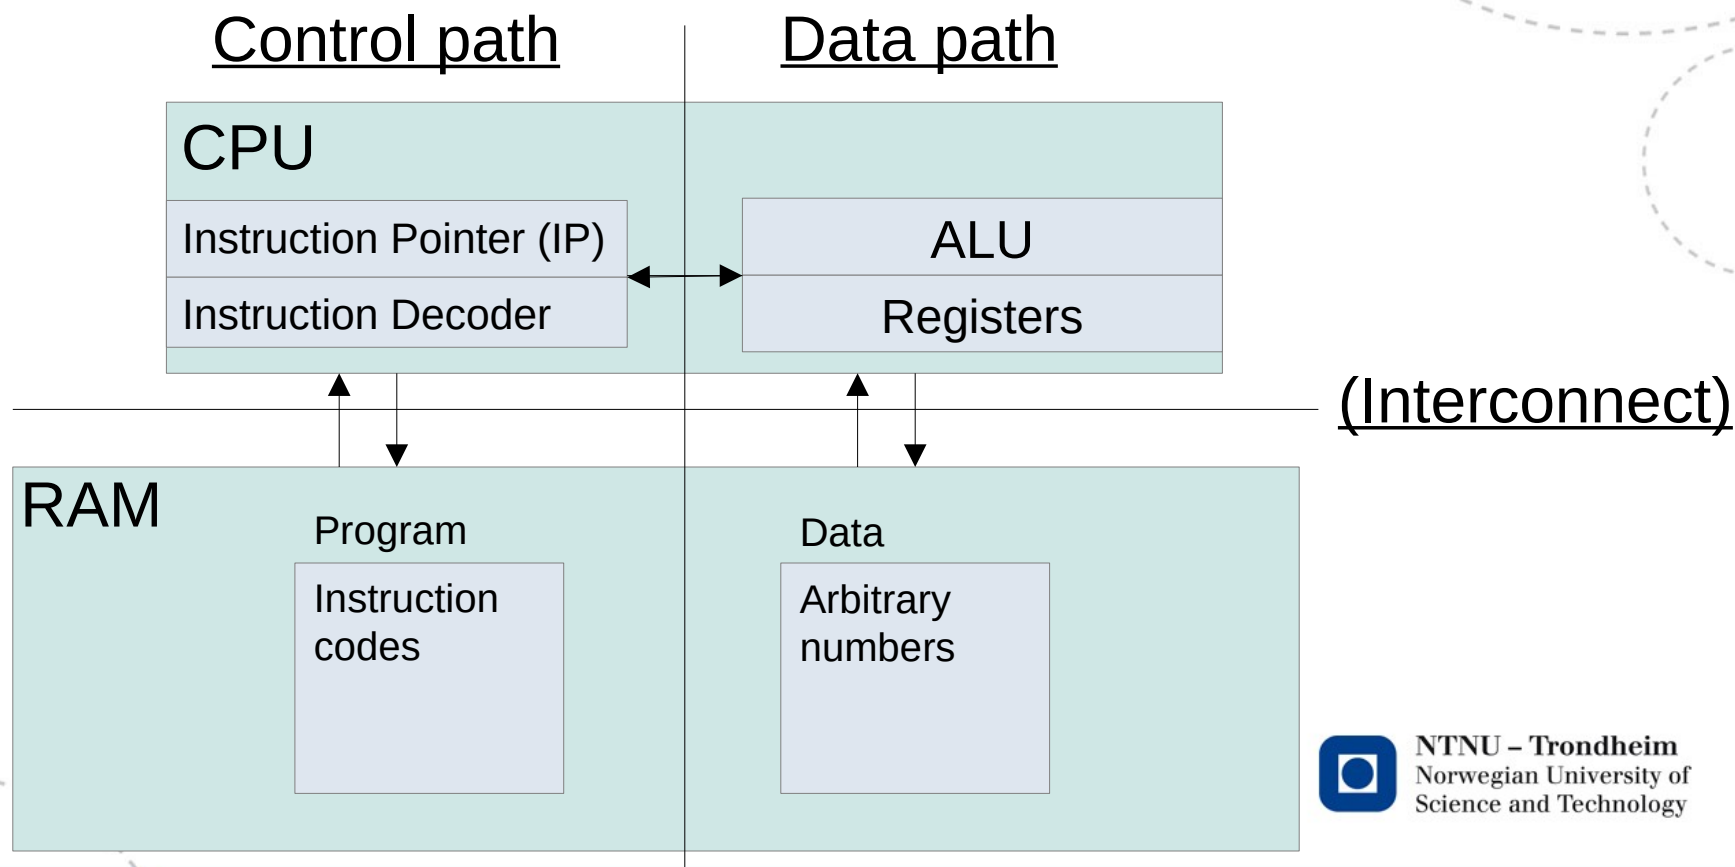 Control path
Data path
CPU
Instruction Pointer (IP)
Instruction Decoder
ALU
Registers
(Interconnect)
RAM
Program
Instruction
codes
Data
Arbitrary
numbers
NTNU – Trondheim
Norwegian University of
Science and Technology